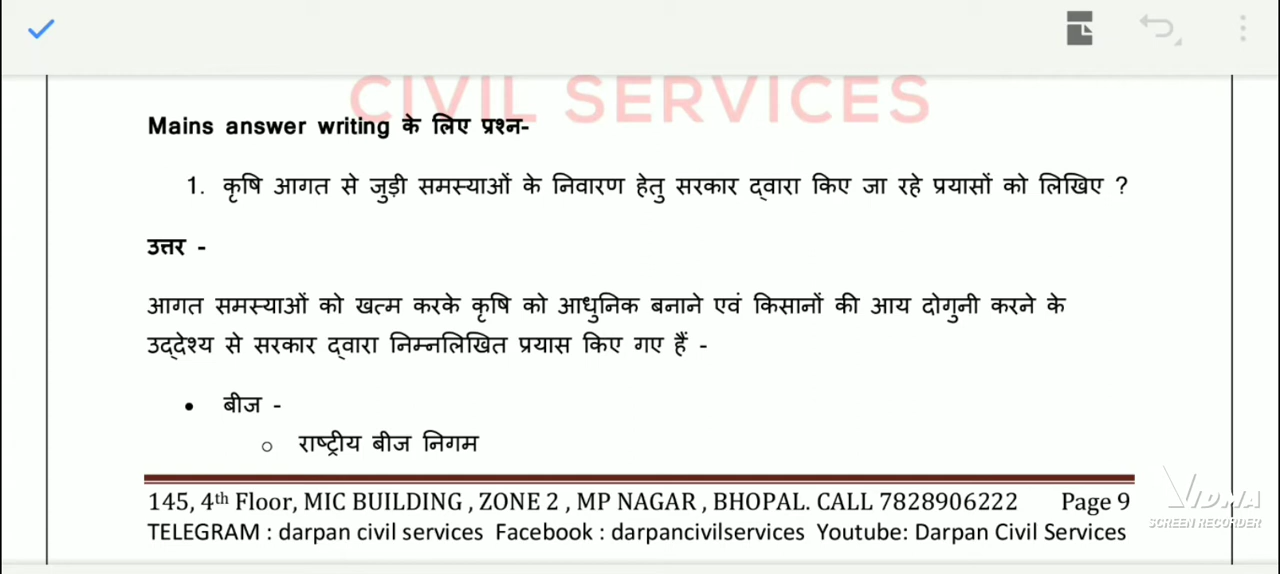 CIVIL SERVICES
Mains answer writing के लिए प्रश्न-
1. कृषि आगत से जुड़ी समस्याओं के निवारण हेतु सरकार द्वारा किए जा रहे प्रयासों को लिखिए ?
उत्तर -
आगत समस्याओं को खत्म करके कृषि को आधुनिक बनाने एवं किसानों की आय दोगुनी करने के
उद्देश्य से सरकार द्वारा निम्नलिखित प्रयास किए गए हैं -
• बीज -
o राष्ट्रीय बीज निगम
145, 4th Floor, MIC BUILDING , ZONE 2 , MP NAGAR , BHOPAL. CALL 7828906222 Page 9
TELEGRAM : darpan civil services Facebook : darpancivilservices Youtube: Darpan Civil Services
VIDMA
SCREEN RECORDER